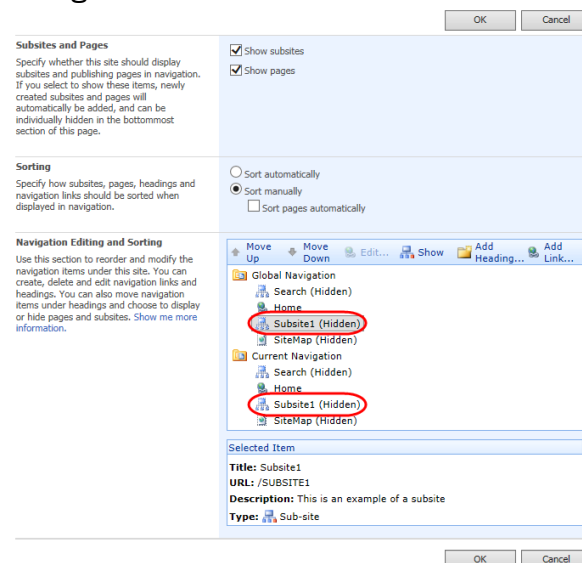 OK Cancel
Subsites and Pages
Specify whether this site should display
subsites and publishing pages in navigation.
If you select to show these items, newly
created subsites and pages will
automatically be added, and can be
individually hidden in the bottommost
section of this page.
Show subsites
Show pages
Sorting
Specify how subsites, pages, headings and
navigation links should be sorted when
displayed in navigation.
Sort automatically
Sort manually
Sort pages automatically
Navigation Editing and Sorting
Use this section to reorder and modify the
navigation items under this site. You can
create, delete and edit navigation links and
headings. You can also move navigation
items under headings and choose to display
or hide pages and subsites. Show me more
information.
Move Up Move Down Edit... Show Add Heading... Add Link...
Global Navigation
Search (Hidden)
Home
Subsite1 (Hidden)
SiteMap (Hidden)
Current Navigation
Search (Hidden)
Home
Subsite1 (Hidden)
SiteMap (Hidden)
Selected Item
Title: Subsite1
URL: /SUBSITE1
Description: This is an example of a subsite
Type: Sub-site
OK Cancel